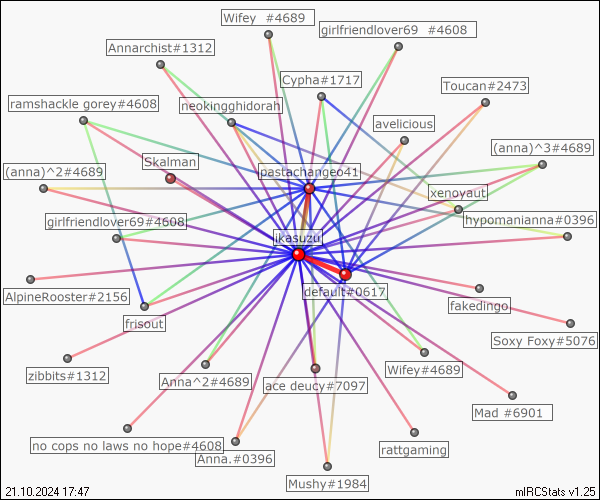 Wifey  #4689
girlfriendlover69  #4608
Annarchist#1312
Cypha#1717
Toucan#2473
ramshackle gorey#4608
neokingghidorah
avelicious
(anna)^3#4689
Skalman
(anna)^2#4689
pastachangeo41
xenovaut
girlfriendlover69#4608
hypomanianna#0396
ikasuzu
AlpineRooster#2156
default#0617
fakedingo
frisout
Soxy Foxy#5076
zibbits#1312
Anna^2#4689
ace deucy#7097
Wifey#4689
Mad #6901
no cops no laws no hope#4608
Anna.#0396
rattgaming
Mushy#1984
21.10.2024 17:47
mIRCStats v1.25